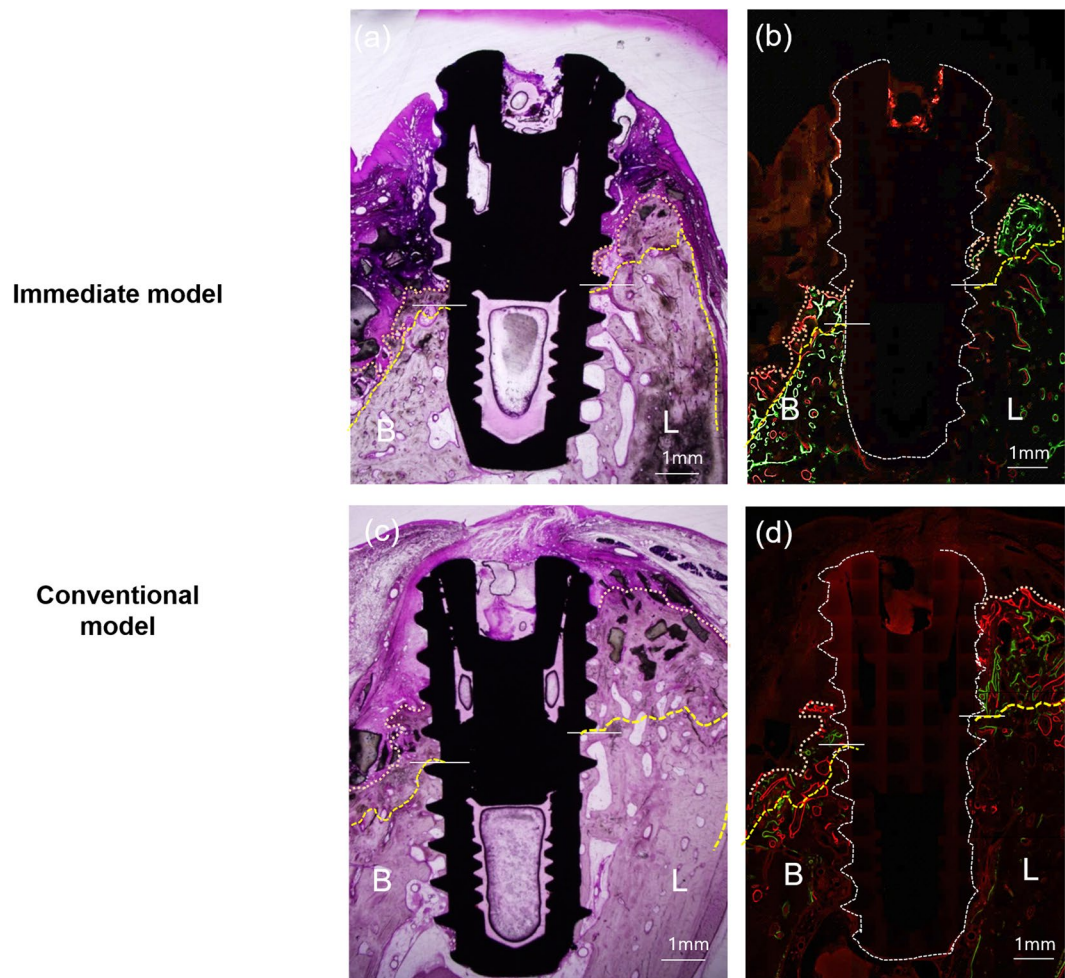 (a)
(b)
Immediate model
B
L
1mm
B
L
1mm
(c)
(d)
Conventional
model
B
L
1mm
B
L
1mm